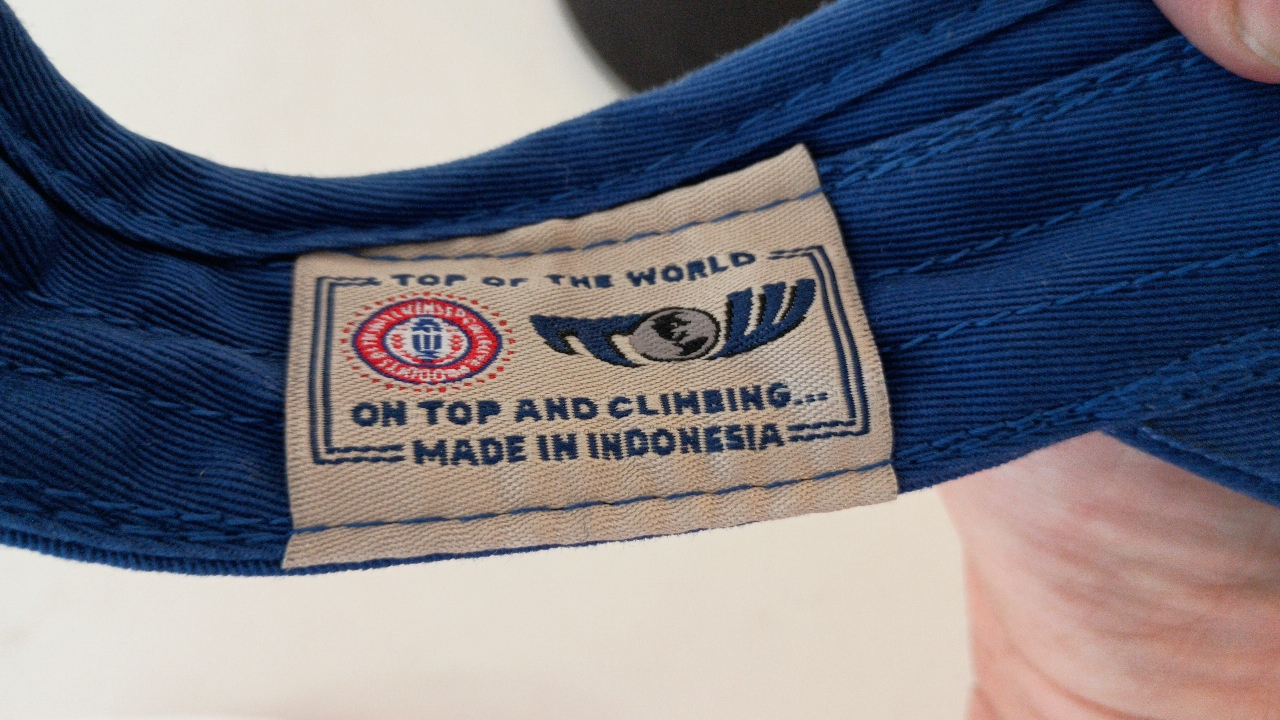 TOP OF THE WORLD
TOW
ON TOP AND CLIMBING...
MADE IN INDONESIA